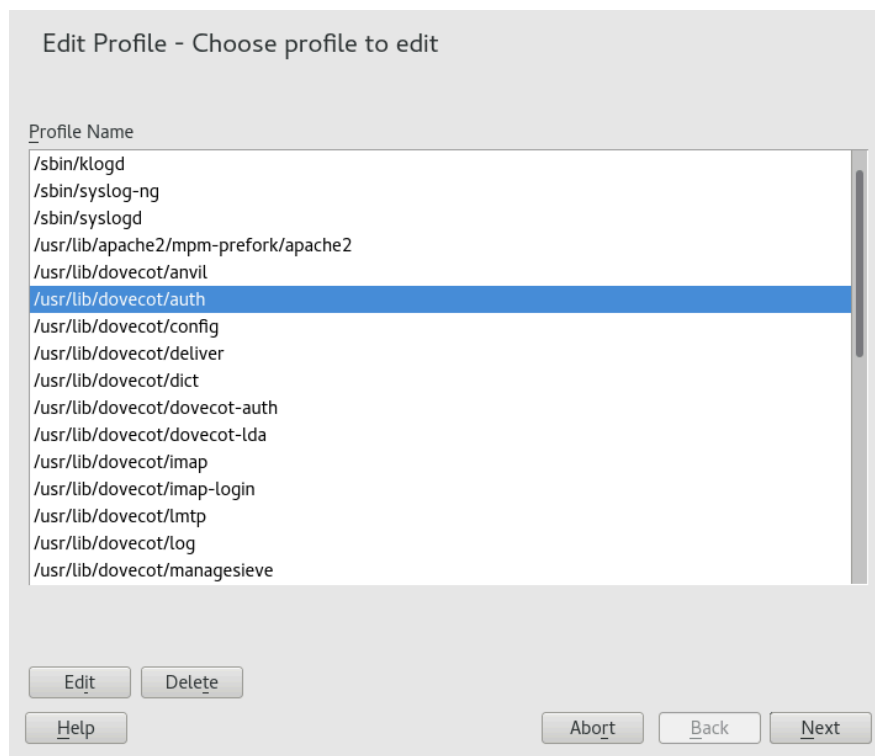 Edit Profile - Choose profile to edit
Profile Name
/sbin/klogd
/sbin/syslog-ng
/sbin/syslogd
/usr/lib/apache2/mpm-prefork/apache2
/usr/lib/dovecot/anvil
/usr/lib/dovecot/auth
/usr/lib/dovecot/config
/usr/lib/dovecot/deliver
/usr/lib/dovecot/dict
/usr/lib/dovecot/dovecot-auth
/usr/lib/dovecot/dovecot-lda
/usr/lib/dovecot/imap
/usr/lib/dovecot/imap-login
/usr/lib/dovecot/lmtp
/usr/lib/dovecot/log
/usr/lib/dovecot/managesieve
Edit Delete
Help Abort Back Next